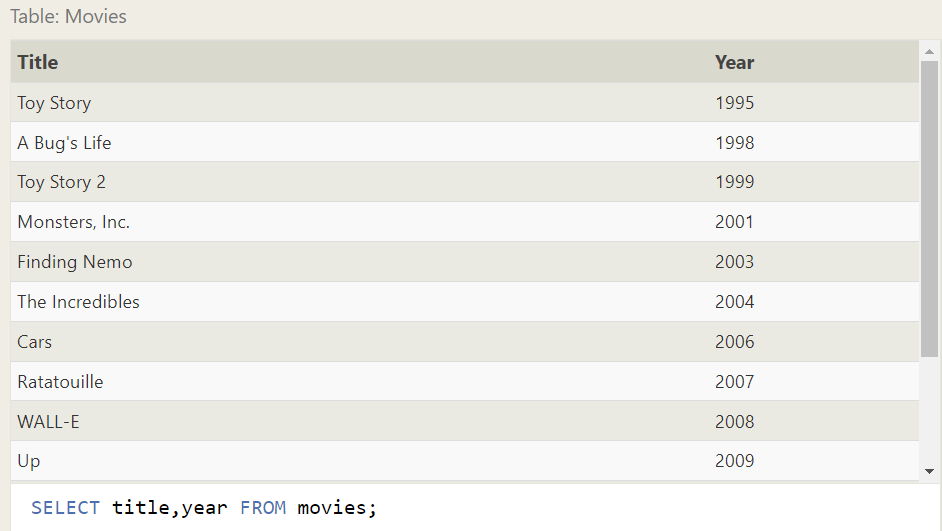 Table: Movies
Title Year
Toy Story 1995
A Bug's Life 1998
Toy Story 2 1999
Monsters, Inc. 2001
Finding Nemo 2003
The Incredibles 2004
Cars 2006
Ratatouille 2007
WALL-E 2008
Up 2009
SELECT title,year FROM movies;